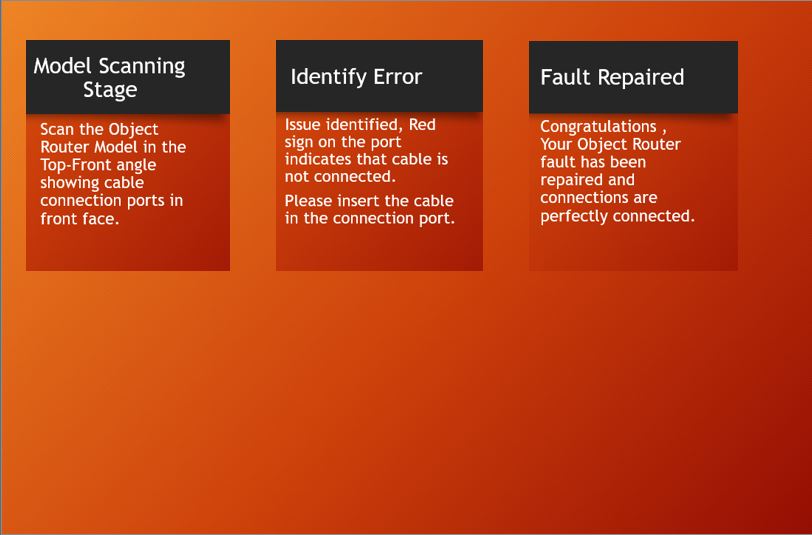 Model Scanning
Stage
Scan the Object
Router Model in the
Top-Front angle
showing cable
connection ports in
front face.
Identify Error
Issue identified, Red
sign on the port
indicates that cable is
not connected.
Please insert the cable
in the connection port.
Fault Repaired
Congratulations ,
Your Object Router
fault has been
repaired and
connections are
perfectly connected.